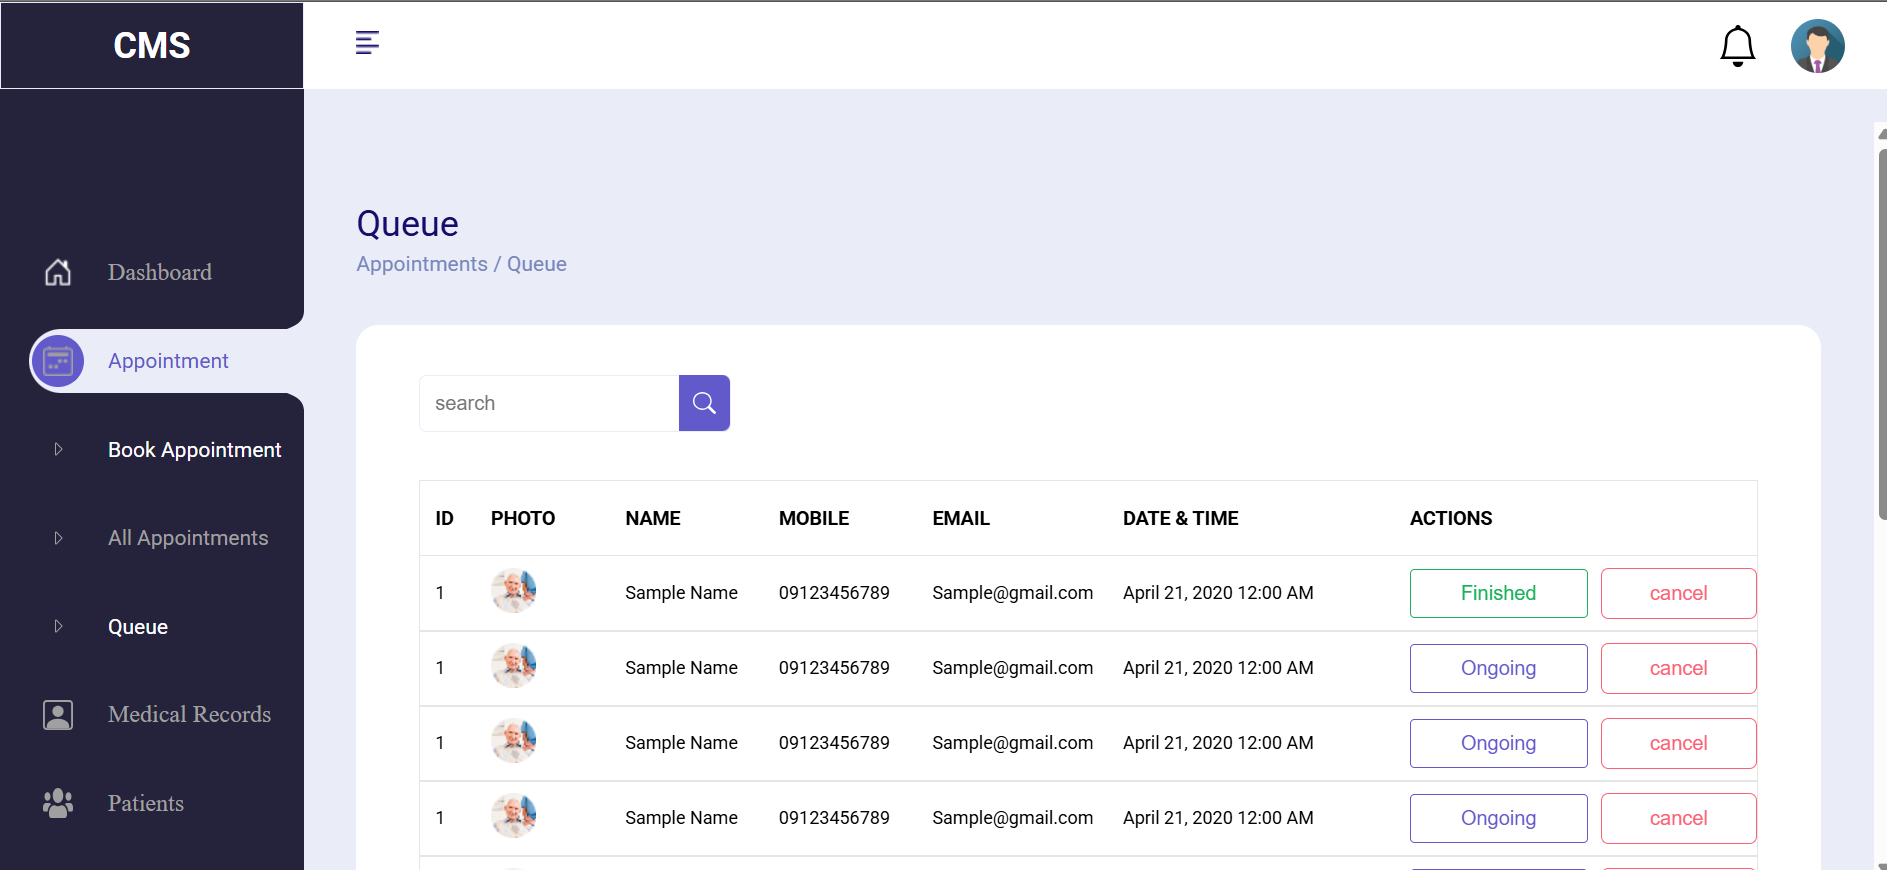 CMS
Dashboard
Appointment
Book Appointment
All Appointments
Queue
Medical Records
Patients
Queue
Appointments / Queue
search
ID PHOTO NAME MOBILE EMAIL DATE & TIME ACTIONS
1 Sample Name 09123456789 Sample@gmail.com April 21, 2020 12:00 AM Finished cancel
1 Sample Name 09123456789 Sample@gmail.com April 21, 2020 12:00 AM Ongoing cancel
1 Sample Name 09123456789 Sample@gmail.com April 21, 2020 12:00 AM Ongoing cancel
1 Sample Name 09123456789 Sample@gmail.com April 21, 2020 12:00 AM Ongoing cancel